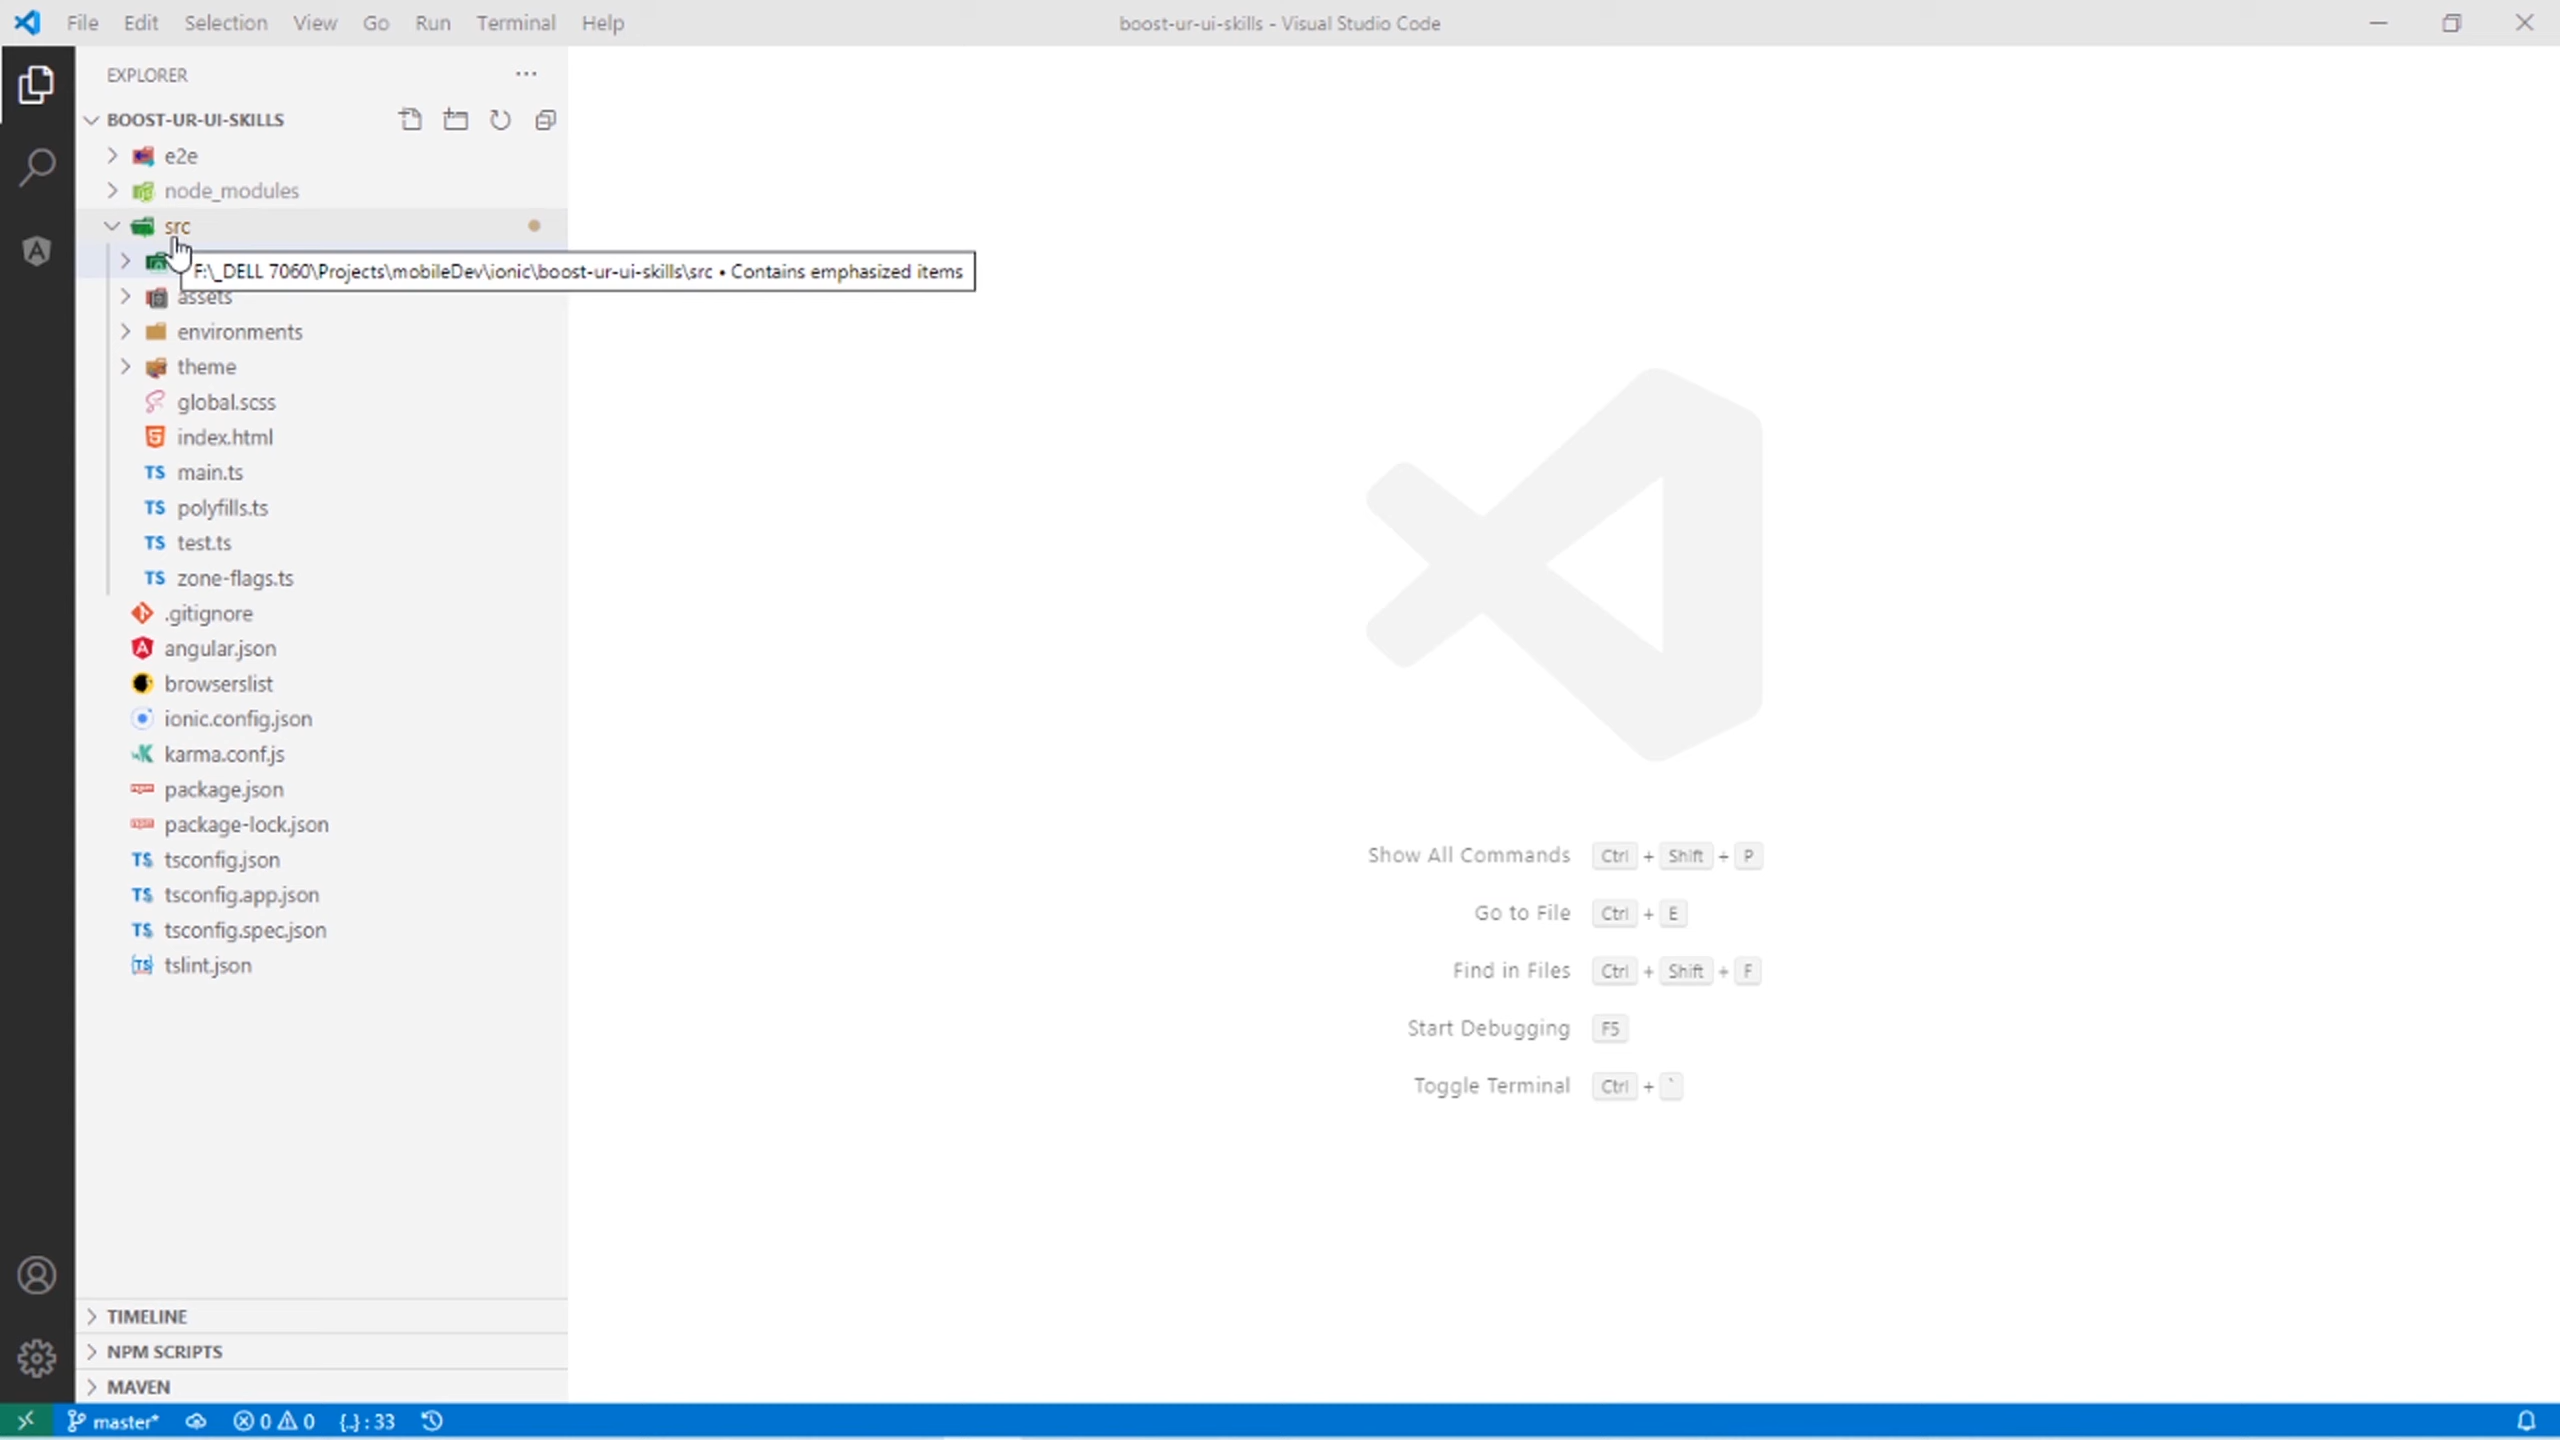 File Edit Selection View Go Run Terminal Help
boost-ur-ui-skills - Visual Studio Code
EXPLORER
BOOST-UR-UI-SKILLS
e2e
node_modules
src
F:\_DELL 7060\Projects\mobileDev\ionic\boost-ur-ui-skills\src • Contains emphasized items
assets
environments
theme
global.scss
index.html
TS main.ts
TS polyfills.ts
TS test.ts
TS zone-flags.ts
.gitignore
angular.json
browserslist
ionic.config.json
karma.conf.js
package.json
package-lock.json
TS tsconfig.json
TS tsconfig.app.json
TS tsconfig.spec.json
TS tslint.json
Show All Commands Ctrl + Shift + P
Go to File Ctrl + E
Find in Files Ctrl + Shift + F
Start Debugging F5
Toggle Terminal Ctrl + `
TIMELINE
NPM SCRIPTS
MAVEN
master* 0 0 {..} : 33